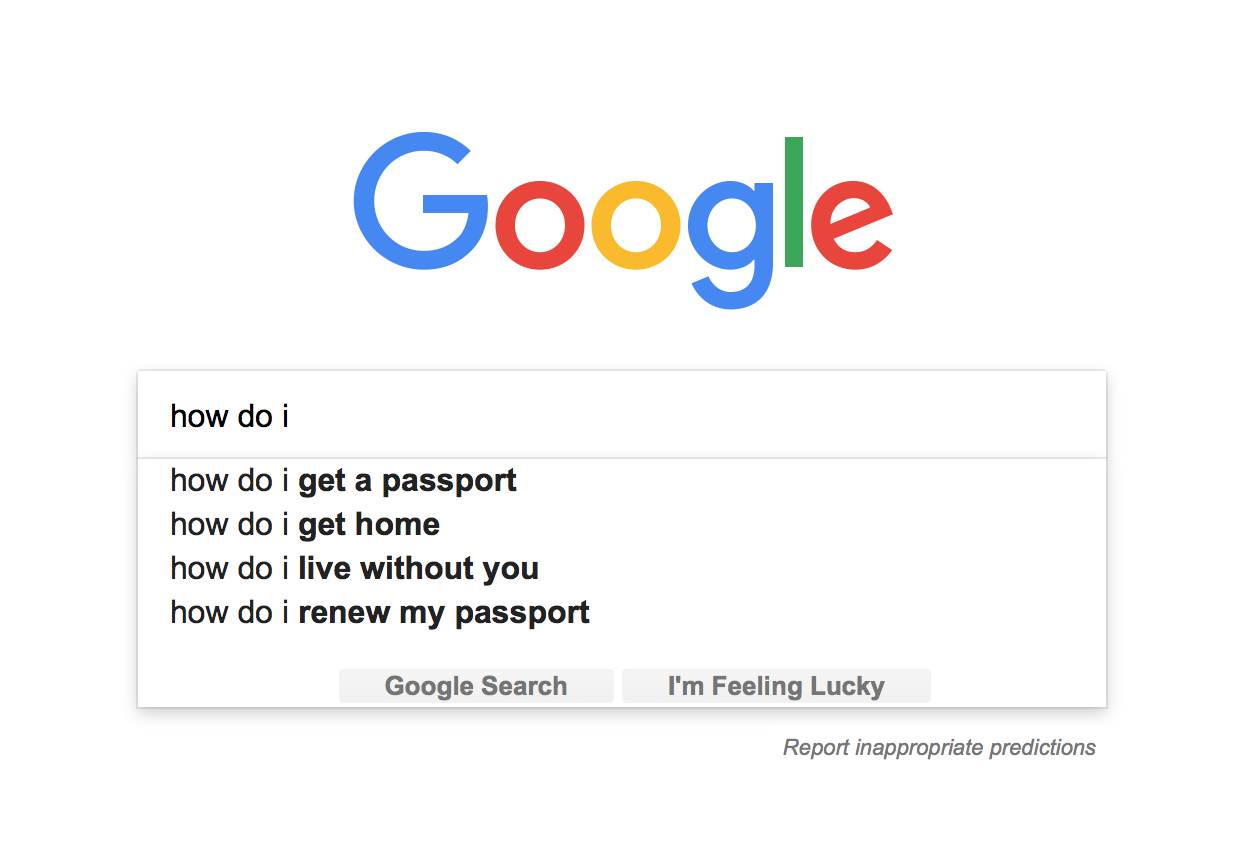 Google
how do i
how do i get a passport
how do i get home
how do i live without you
how do i renew my passport
Google Search I'm Feeling Lucky
Report inappropriate predictions